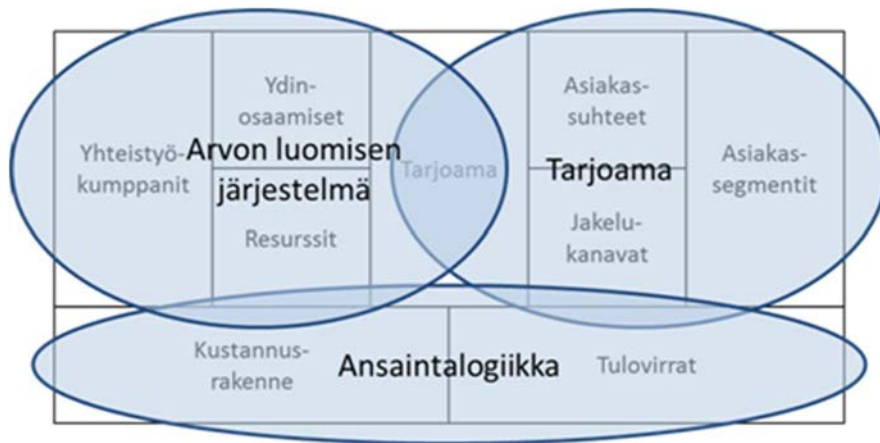 Yhteistyö-
kumppanit
Ydin-
osaamiset
Arvon luomisen
järjestelmä
Resurssit
Tarjoama
Asiakas-
suhteet
Tarjoama
Jakelu-
kanavat
Asiakas-
segmentit
Kustannus-
rakenne
Ansaintalogiikka
Tulovirrat